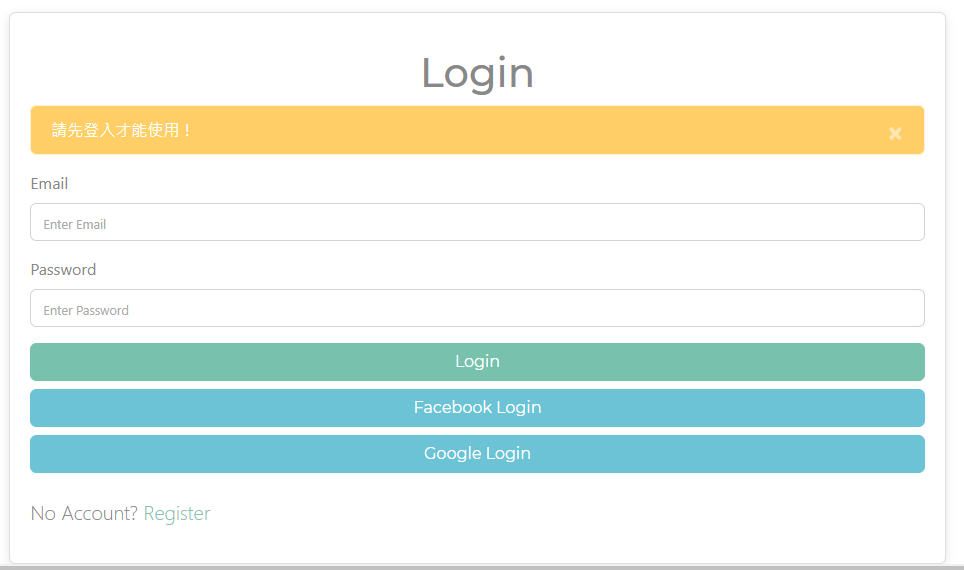 Login
請先登入才能使用！
×
Email
Enter Email
Password
Enter Password
Login
Facebook Login
Google Login
No Account? Register